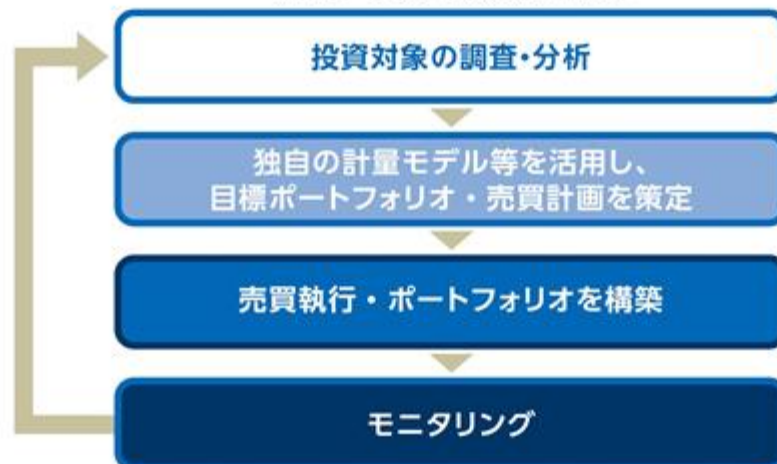 投資対象の調査・分析
独自の計量モデル等を活用し、
目標ポートフォリオ・売買計画を策定
売買執行・ポートフォリオを構築
モニタリング